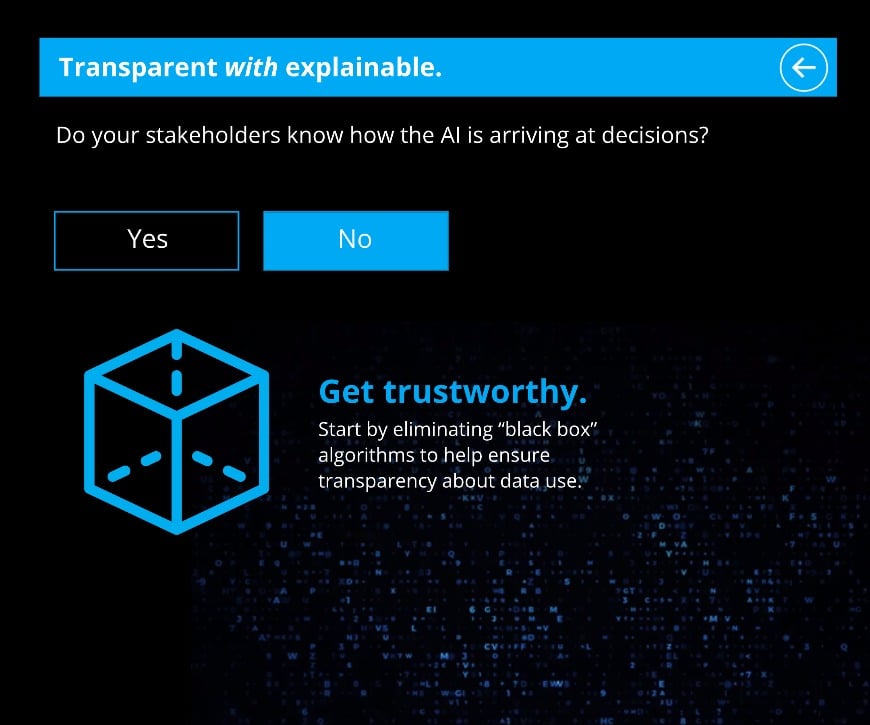 Transparent with explainable.
Do your stakeholders know how the AI is arriving at decisions?
Yes
No
Get trustworthy.
Start by eliminating “black box”
algorithms to help ensure
transparency about data use.